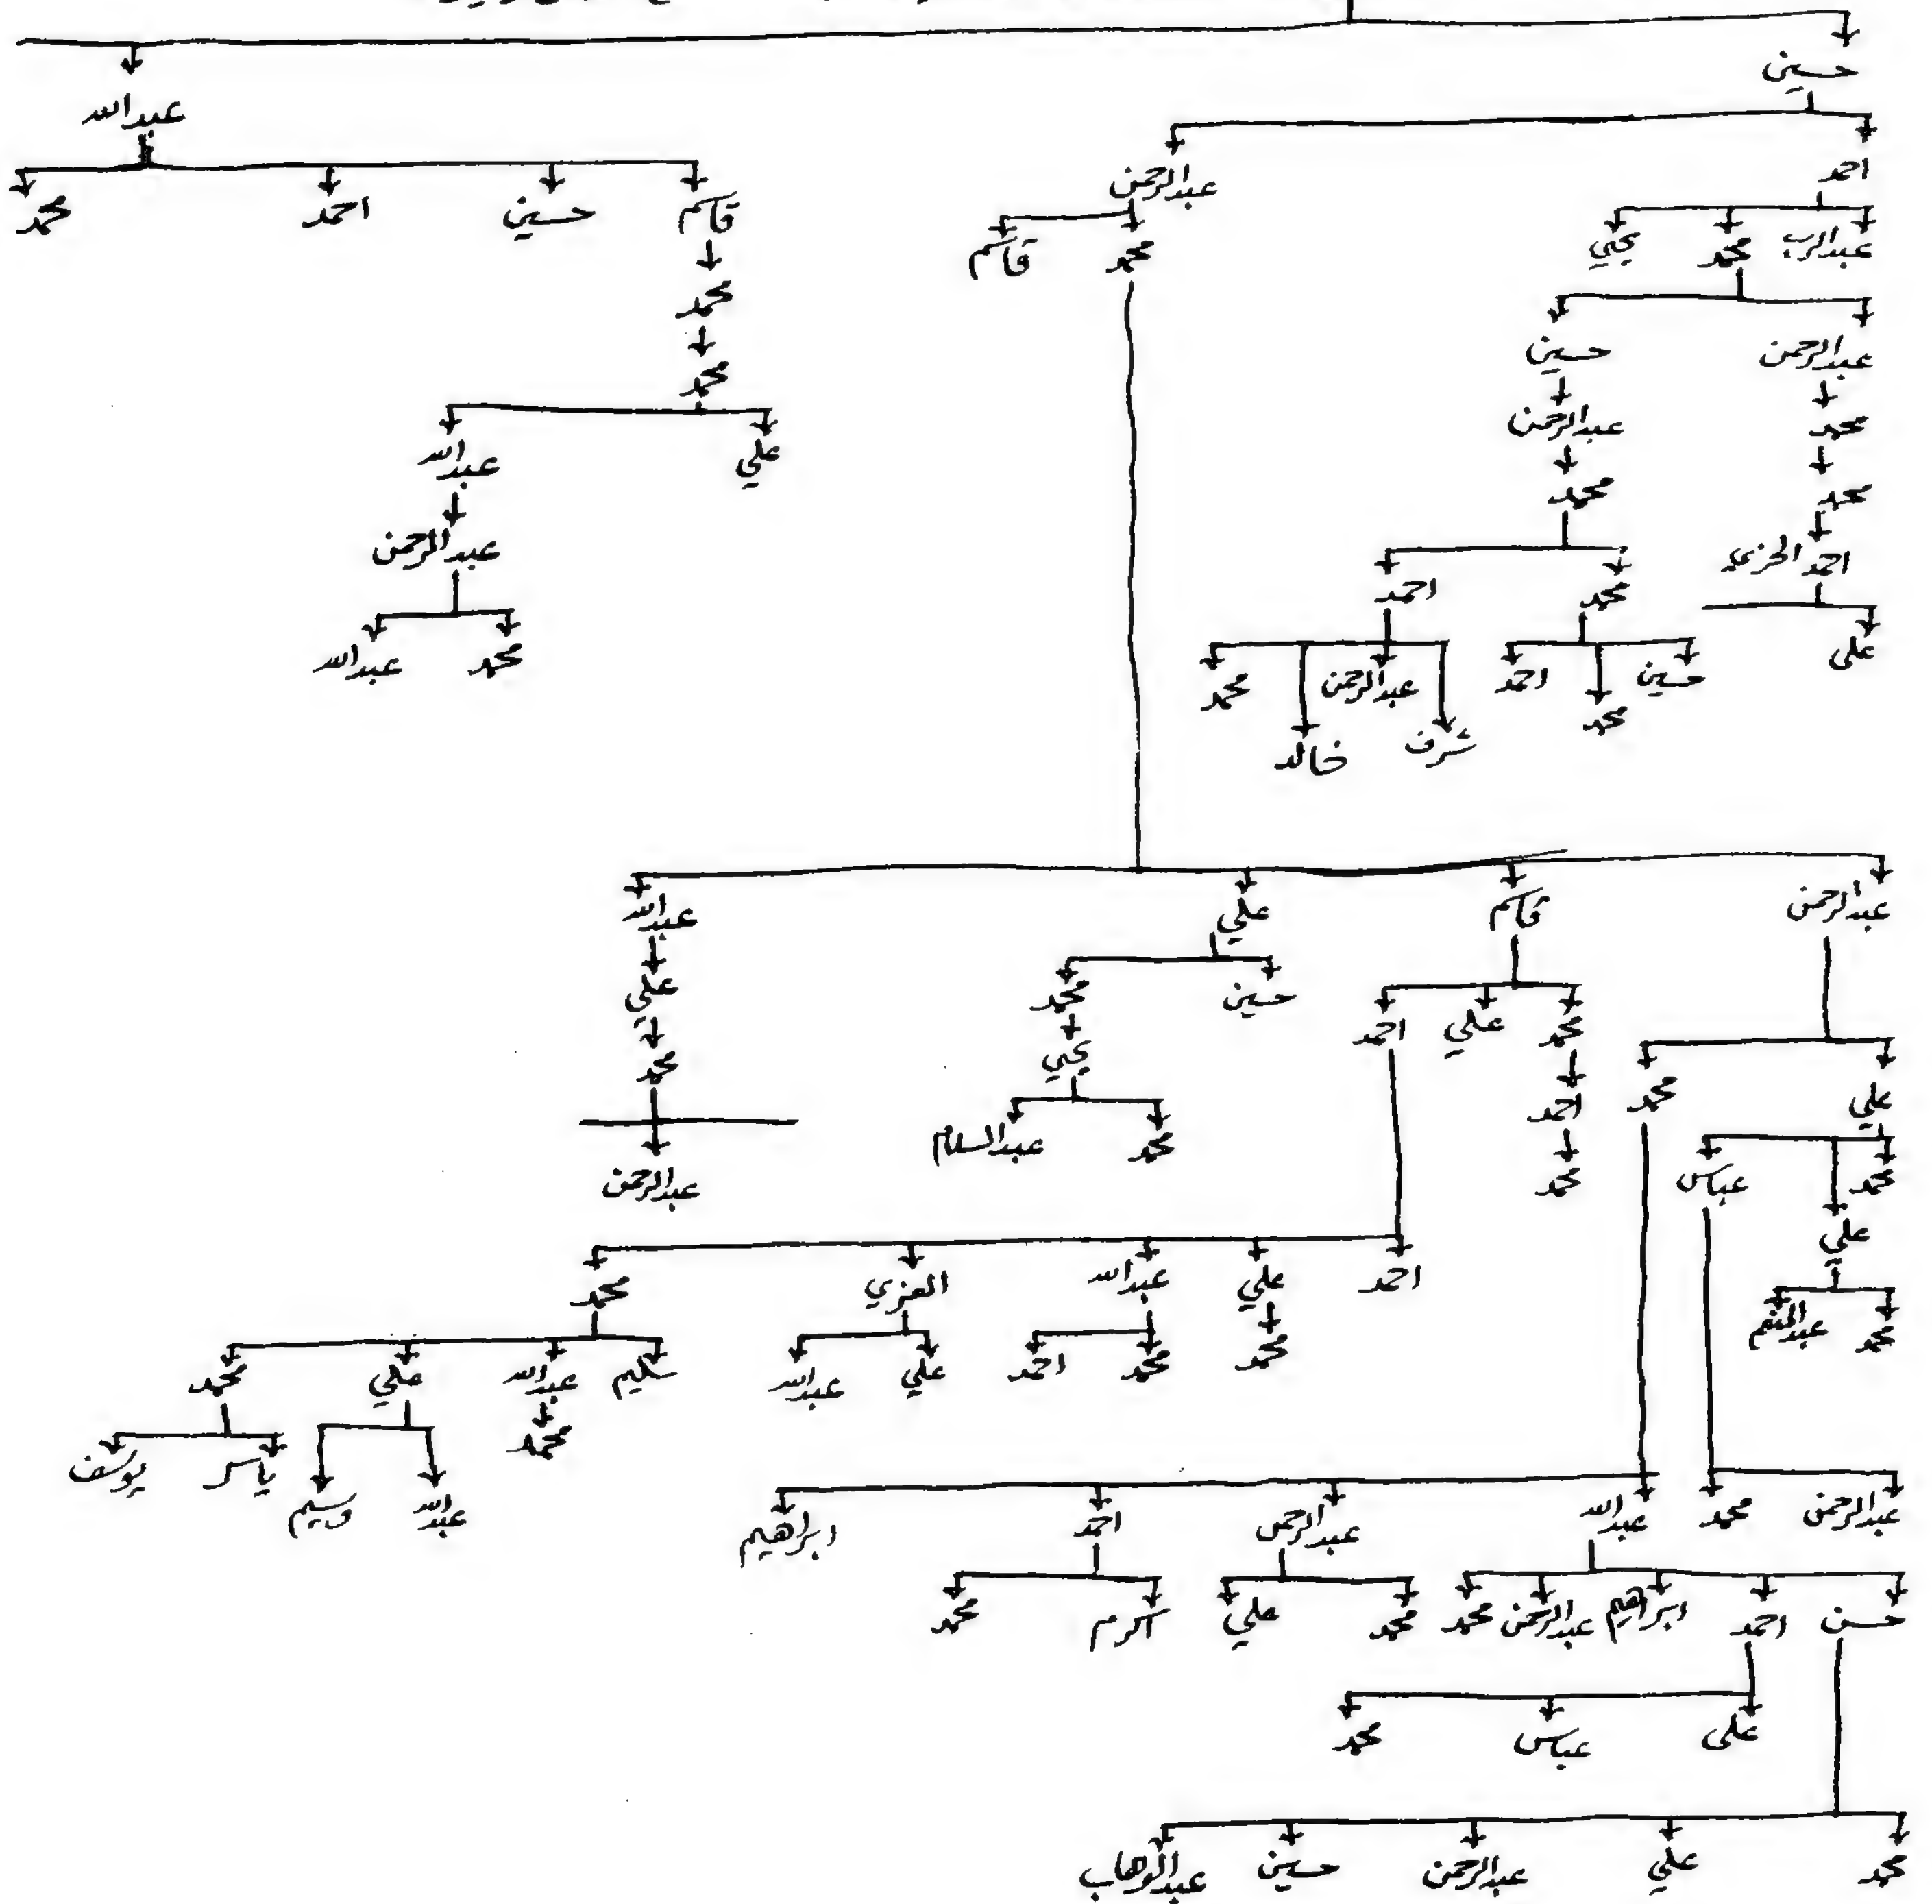 حسين
عبدالله
احمد
عبدالرحمن
عبدالرب محمد يحيي
محمد قاسم
قاسم حسين احمد محمد
عبدالرحمن حسين
محمد
محمد عبدالرحمن
محمد
محمد محمد
علي عبدالله
احمد الحزي
محمد احمد
عبدالرحمن
علي
حسين احمد عبدالرحمن محمد
محمد
شرف خالد
محمد عبدالله
عبدالرحمن قاسم علي عبدالله
محمد علي احمد
حسين محمد
علي
علي محمد
احمد
يحيي
محمد
محمد عباس
محمد
محمد عبدالسلام
عبدالرحمن
علي
محمد عبدالمنعم
احمد علي عبدالله العزي محمد
محمد
محمد احمد
علي عبدالله
سليم عبدالله علي محمد
محمد
عبدالله وسيم
ياسر يوسف
عبدالرحمن محمد
عبدالله عبدالرحمن احمد ابراهيم
حسن احمد ابراهيم عبدالرحمن محمد
محمد علي
اكرم محمد
علي عباس محمد
محمد علي عبدالرحمن حسين عبدالوهاب